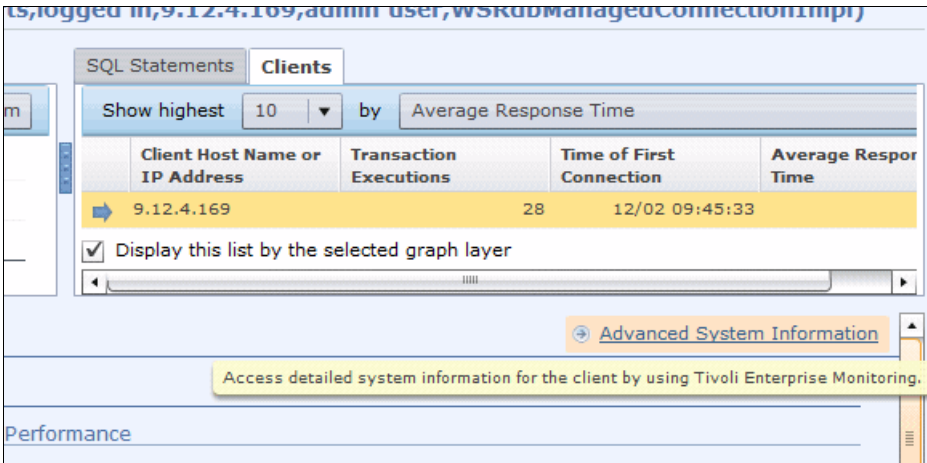 ts,logged in,9.12.4.169,admin user,WSRdbManagedConnectionImpl)
SQL Statements Clients
m Show highest 10 by Average Response Time
Client Host Name or IP Address Transaction Executions Time of First Connection Average Respon Time
9.12.4.169 28 12/02 09:45:33
Display this list by the selected graph layer
Advanced System Information
Access detailed system information for the client by using Tivoli Enterprise Monitoring.
Performance